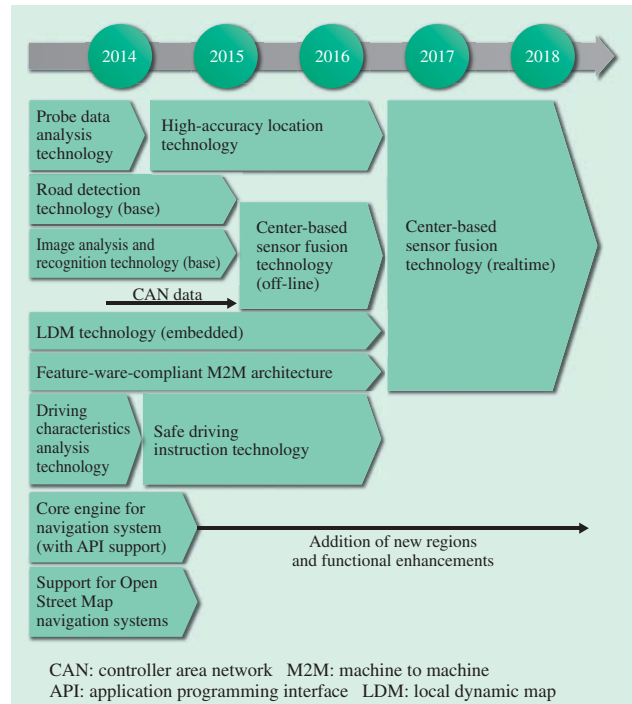 2014 2015 2016 2017 2018
Probe data
analysis
technology
High-accuracy location
technology
Road detection
technology (base)
Image analysis and
recognition technology (base)
CAN data
Center-based
sensor fusion
technology
(off-line)
Center-based
sensor fusion
technology (realtime)
LDM technology (embedded)
Feature-ware-compliant M2M architecture
Driving
characteristics
analysis
technology
Safe driving
instruction technology
Core engine for
navigation system
(with API support)
Addition of new regions
and functional enhancements
Support for Open
Street Map
navigation systems
CAN: controller area network M2M: machine to machine
API: application programming interface LDM: local dynamic map